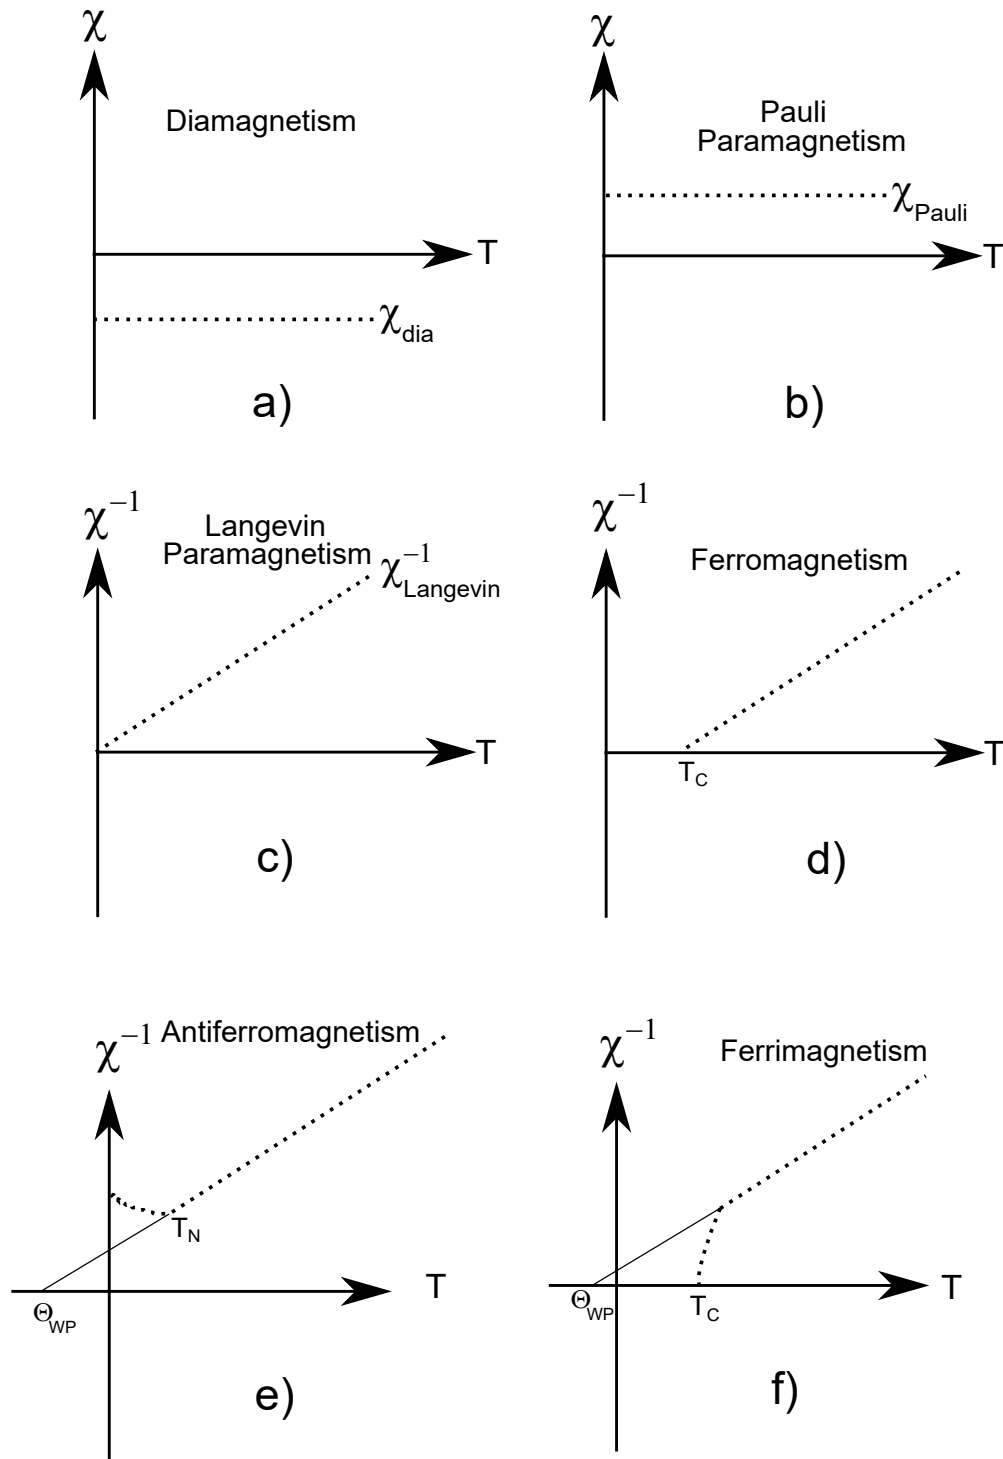 χ
Diamagnetism
T
χdia
a)
χ
Pauli
Paramagnetism
χPauli
T
b)
χ−1
Langevin
Paramagnetism
χ−1Langevin
T
c)
χ−1
Ferromagnetism
T
TC
d)
χ−1
Antiferromagnetism
TN
T
ΘWP
e)
χ−1
Ferrimagnetism
T
ΘWP
TC
f)